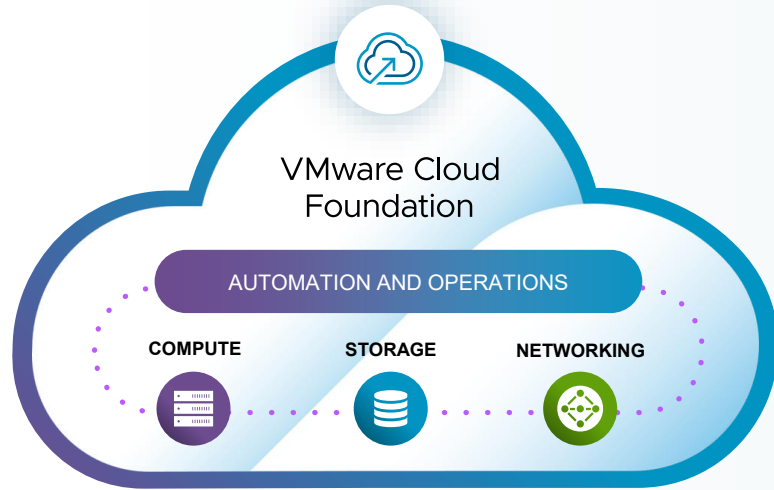 VMware Cloud
Foundation
AUTOMATION AND OPERATIONS
COMPUTE
STORAGE
NETWORKING